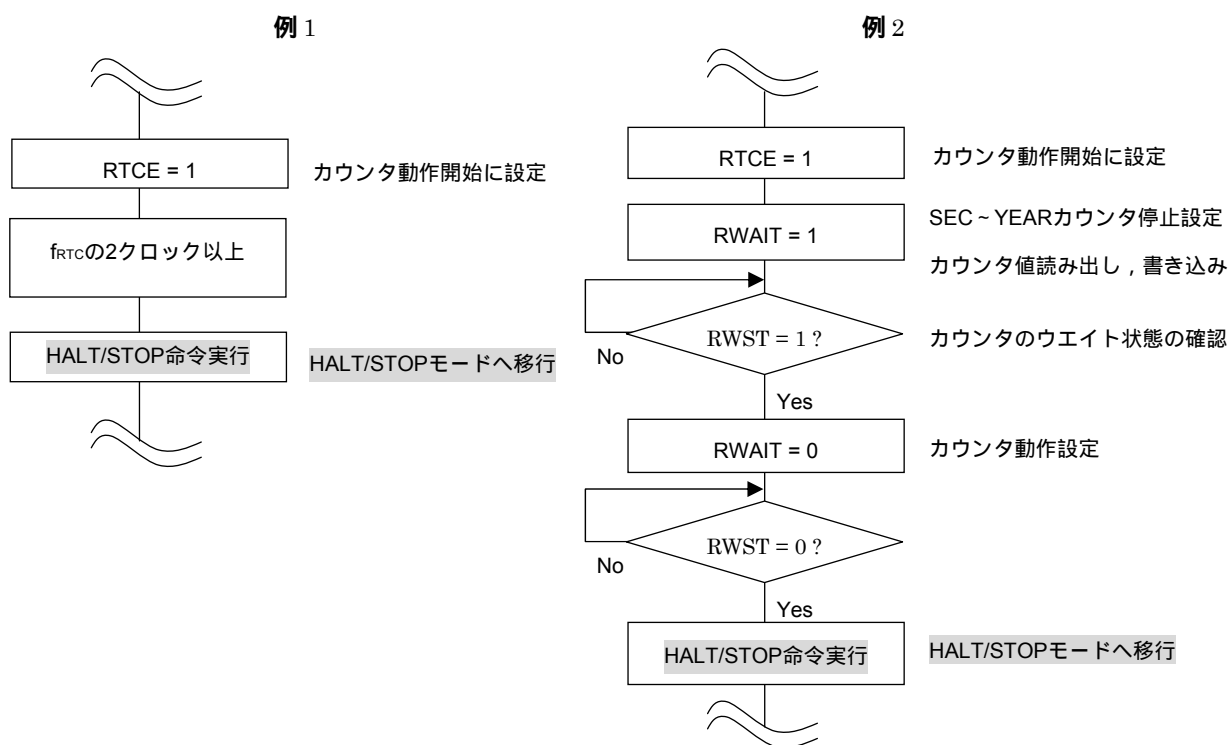 例 1
RTCE = 1
カウンタ動作開始に設定
fRTCの2クロック以上
HALT/STOP命令実行
HALT/STOPモードへ移行
例 2
RTCE = 1
カウンタ動作開始に設定
RWAIT = 1
SEC~YEARカウンタ停止設定
カウンタ値読み出し,書き込み
RWST = 1 ?
カウンタのウエイト状態の確認
No
Yes
RWAIT = 0
カウンタ動作設定
RWST = 0 ?
No
Yes
HALT/STOP命令実行
HALT/STOPモードへ移行